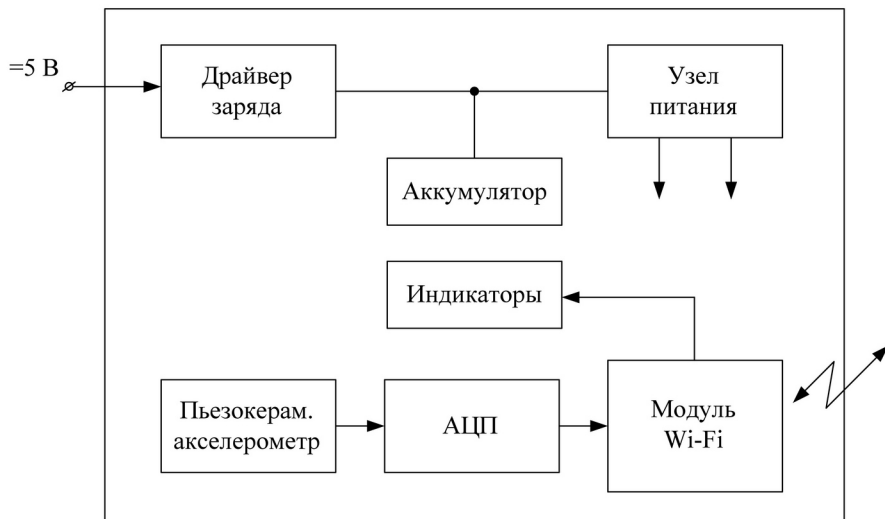 =5 В
Драйвер
заряда
Узел
питания
Аккумулятор
Индикаторы
Пьезокерам.
акселерометр
АЦП
Модуль
Wi-Fi